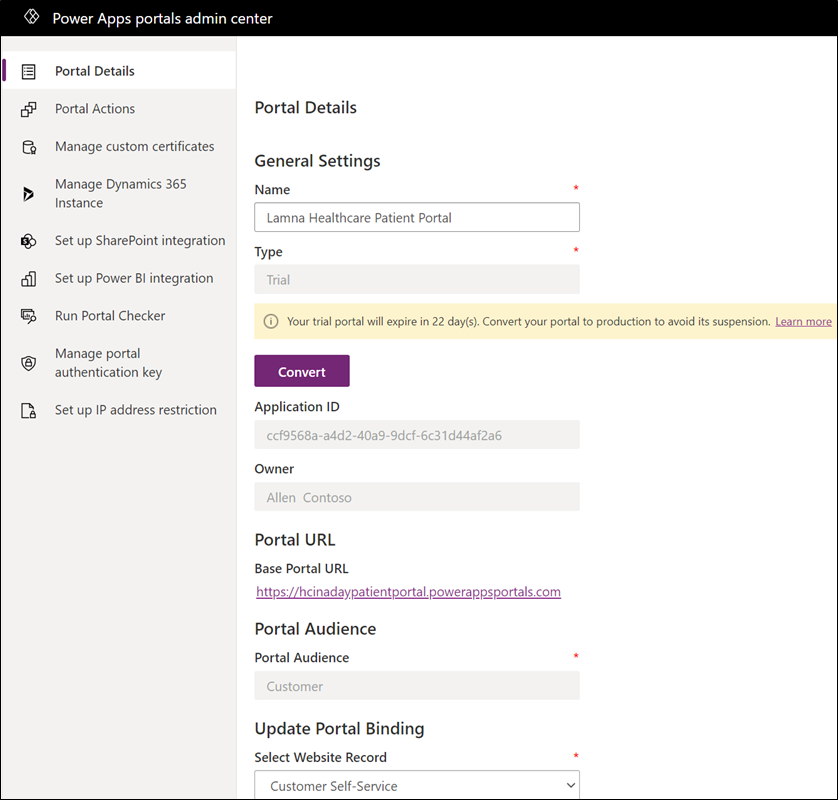 Power Apps portals admin center
Portal Details
Portal Actions
Manage custom certificates
Manage Dynamics 365
Instance
Set up SharePoint integration
Set up Power BI integration
Run Portal Checker
Manage portal
authentication key
Set up IP address restriction
Portal Details
General Settings
Name *
Lamna Healthcare Patient Portal
Type *
Trial
Your trial portal will expire in 22 day(s). Convert your portal to production to avoid its suspension. Learn more
Convert
Application ID
ccf9568a-a4d2-40a9-9dcf-6c31d44af2a6
Owner
Allen Contoso
Portal URL
Base Portal URL
https://hcinadaypatientportal.powerappsportals.com
Portal Audience
Portal Audience *
Customer
Update Portal Binding
Select Website Record *
Customer Self-Service